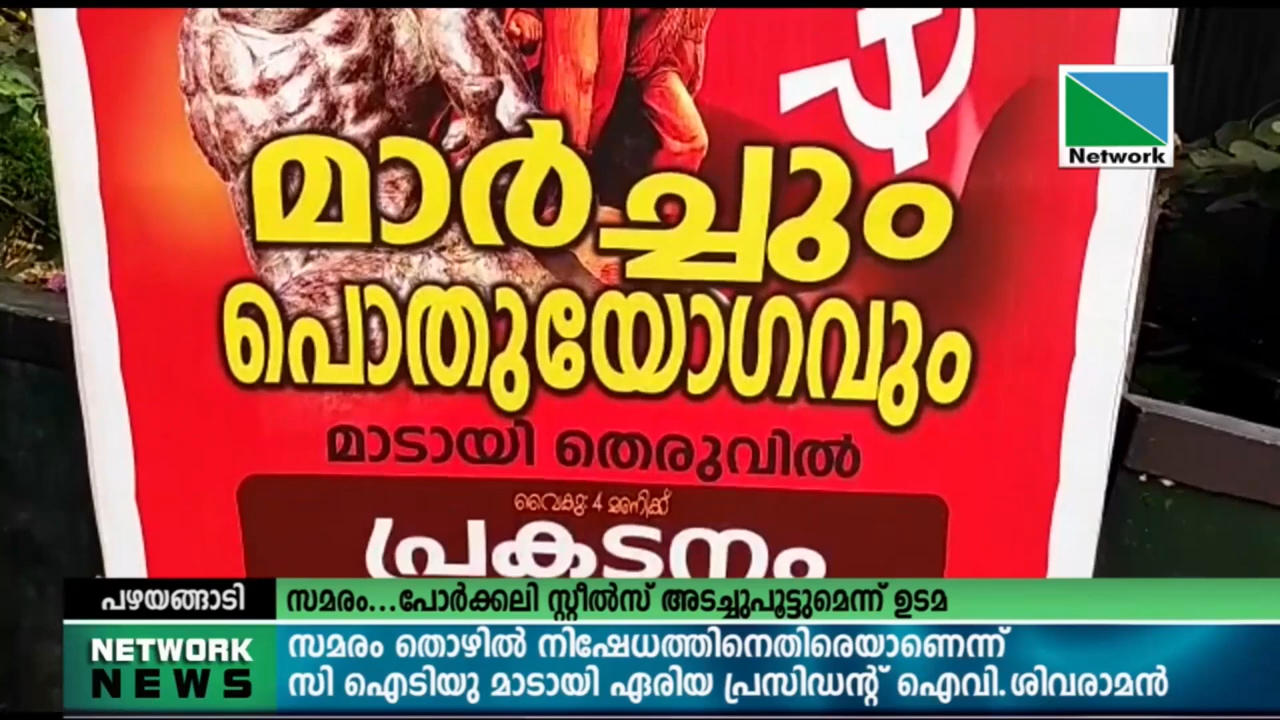 Network
മാർച്ചും
പൊതുയോഗവും
മാടായി തെരുവിൽ
വൈകു: 4 മണിക്ക്
പ്രകടനം
പഴയങ്ങാടി
സമരം...പോർക്കലി സ്റ്റീൽസ് അടച്ചുപൂട്ടുമെന്ന് ഉടമ
NETWORK
NEWS
സമരം തൊഴിൽ നിഷേധത്തിനെതിരെയാണെന്ന്
സി ഐടിയു മാടായി ഏരിയ പ്രസിഡന്റ് ഐവി.ശിവരാമൻ